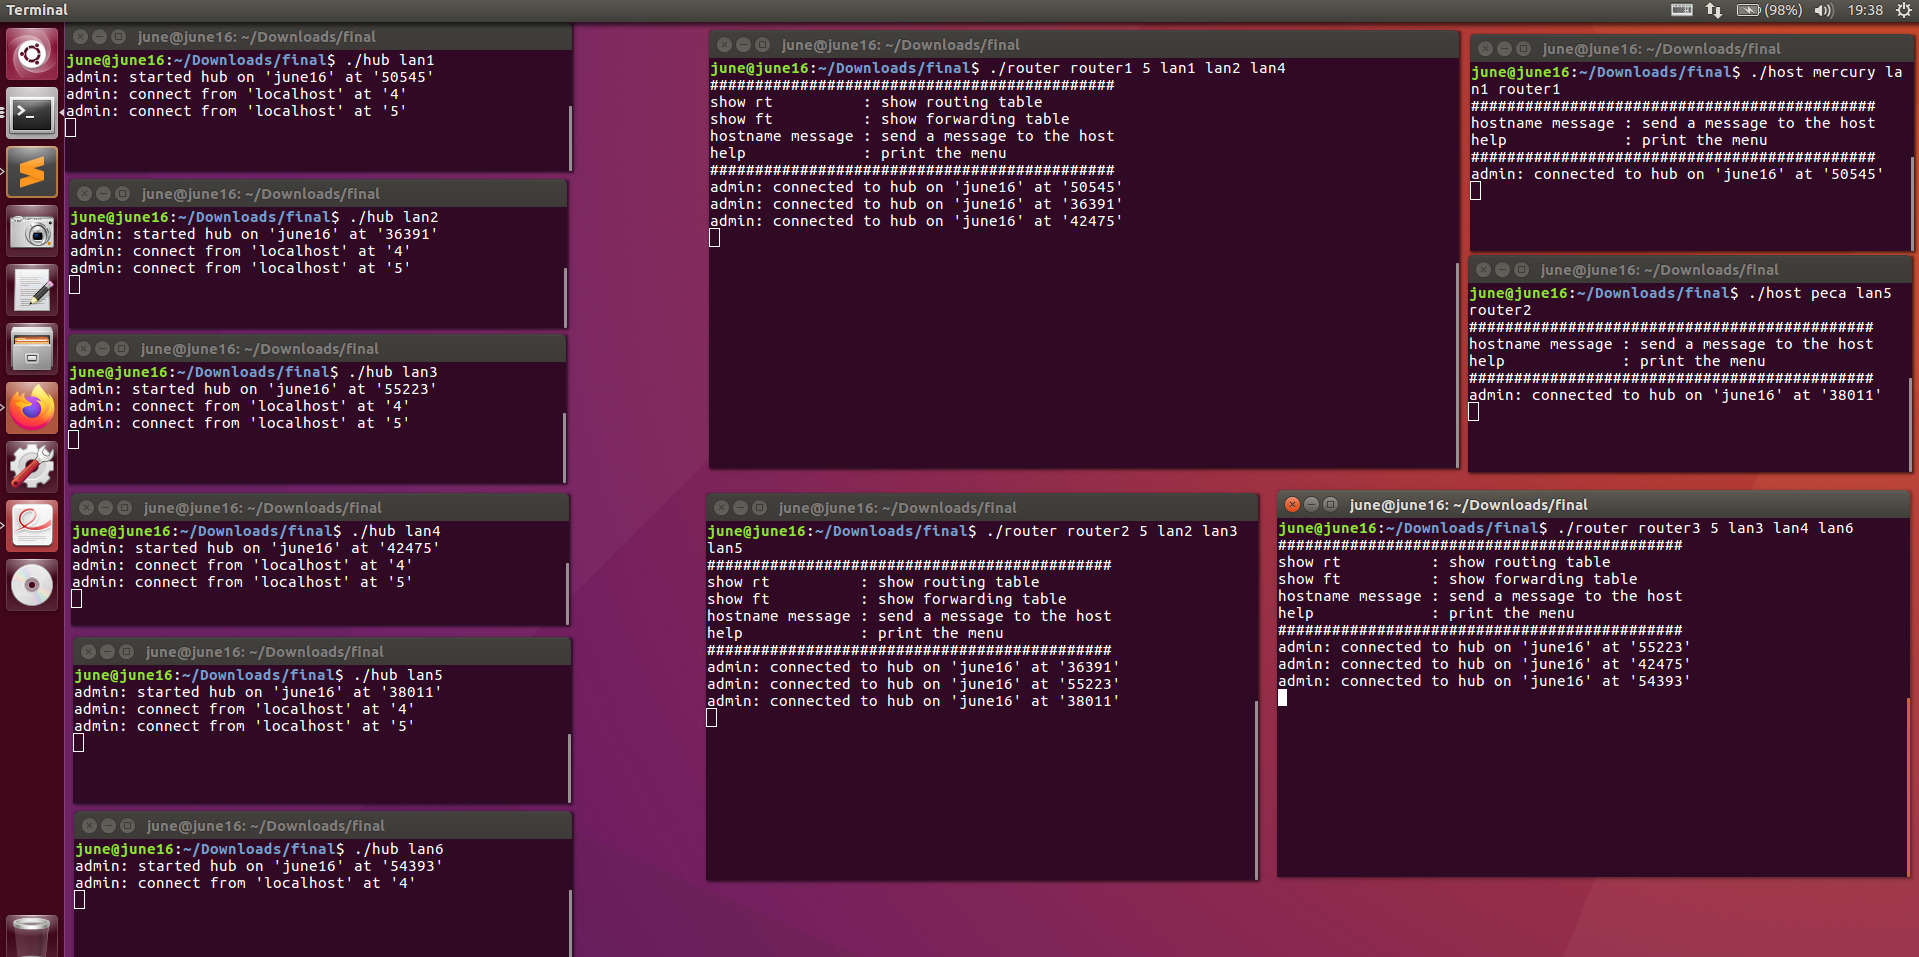 Terminal
(98%)
19:38
june@june16: ~/Downloads/final
june@june16:~/Downloads/final$ ./hub lan1
admin: started hub on 'june16' at '50545'
admin: connect from 'localhost' at '4'
admin: connect from 'localhost' at '5'
june@june16: ~/Downloads/final
june@june16:~/Downloads/final$ ./hub lan2
admin: started hub on 'june16' at '36391'
admin: connect from 'localhost' at '4'
admin: connect from 'localhost' at '5'
june@june16: ~/Downloads/final
june@june16:~/Downloads/final$ ./hub lan3
admin: started hub on 'june16' at '55223'
admin: connect from 'localhost' at '4'
admin: connect from 'localhost' at '5'
june@june16: ~/Downloads/final
june@june16:~/Downloads/final$ ./hub lan4
admin: started hub on 'june16' at '42475'
admin: connect from 'localhost' at '4'
admin: connect from 'localhost' at '5'
june@june16: ~/Downloads/final
june@june16:~/Downloads/final$ ./hub lan5
admin: started hub on 'june16' at '38011'
admin: connect from 'localhost' at '4'
admin: connect from 'localhost' at '5'
june@june16: ~/Downloads/final
june@june16:~/Downloads/final$ ./hub lan6
admin: started hub on 'june16' at '54393'
admin: connect from 'localhost' at '4'
june@june16: ~/Downloads/final
june@june16:~/Downloads/final$ ./router router1 5 lan1 lan2 lan4
#############################################
show rt             : show routing table
show ft             : show forwarding table
hostname message : send a message to the host
help             : print the menu
#############################################
admin: connected to hub on 'june16' at '50545'
admin: connected to hub on 'june16' at '36391'
admin: connected to hub on 'june16' at '42475'
june@june16: ~/Downloads/final
june@june16:~/Downloads/final$ ./router router2 5 lan2 lan3
lan5
#############################################
show rt          : show routing table
show ft          : show forwarding table
hostname message : send a message to the host
help             : print the menu
#############################################
admin: connected to hub on 'june16' at '36391'
admin: connected to hub on 'june16' at '55223'
admin: connected to hub on 'june16' at '38011'
june@june16: ~/Downloads/final
june@june16:~/Downloads/final$ ./host mercury la
n1 router1
#############################################
hostname message : send a message to the host
help             : print the menu
#############################################
admin: connected to hub on 'june16' at '50545'
june@june16: ~/Downloads/final
june@june16:~/Downloads/final$ ./host peca lan5
router2
#############################################
hostname message : send a message to the host
help             : print the menu
#############################################
admin: connected to hub on 'june16' at '38011'
june@june16: ~/Downloads/final
june@june16:~/Downloads/final$ ./router router3 5 lan3 lan4 lan6
#############################################
show rt          : show routing table
show ft          : show forwarding table
hostname message : send a message to the host
help             : print the menu
#############################################
admin: connected to hub on 'june16' at '55223'
admin: connected to hub on 'june16' at '42475'
admin: connected to hub on 'june16' at '54393'